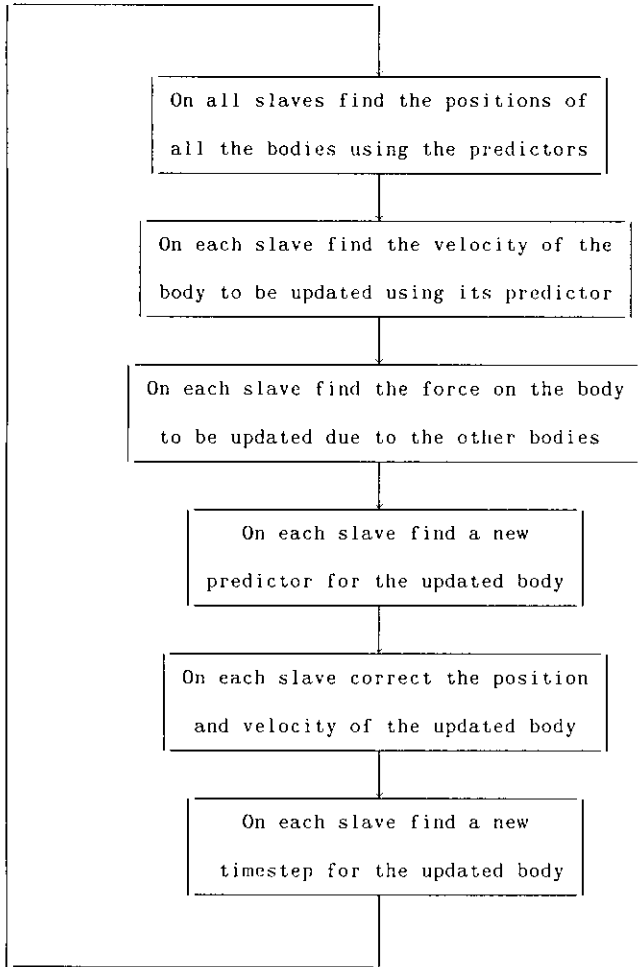 On all slaves find the positions of
all the bodies using the predictors
On each slave find the velocity of the
body to be updated using its predictor
On each slave find the force on the body
to be updated due to the other bodies
On each slave find a new
predictor for the updated body
On each slave correct the position
and velocity of the updated body
On each slave find a new
timestep for the updated body